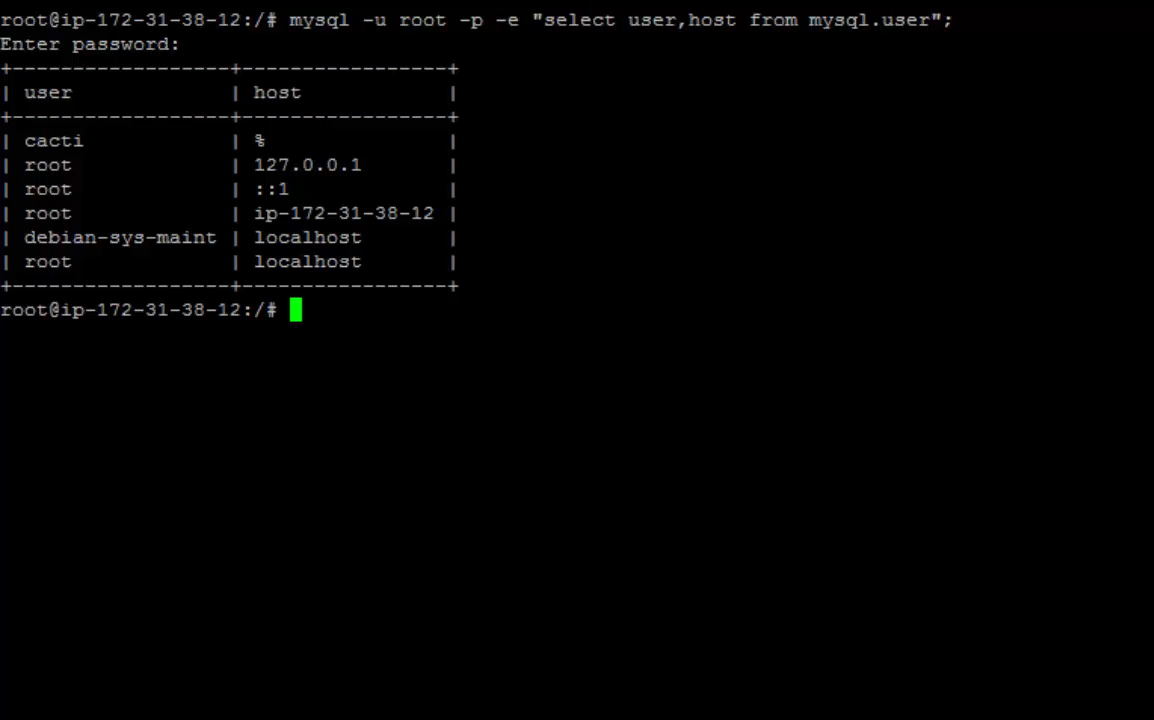 root@ip-172-31-38-12:/# mysql -u root -p -e "select user,host from mysql.user";
Enter password:
+------------------+-----------------+
| user             | host            |
+------------------+-----------------+
| cacti            | %               |
| root             | 127.0.0.1       |
| root             | ::1             |
| root             | ip-172-31-38-12 |
| debian-sys-maint | localhost       |
| root             | localhost       |
+------------------+-----------------+
root@ip-172-31-38-12:/#